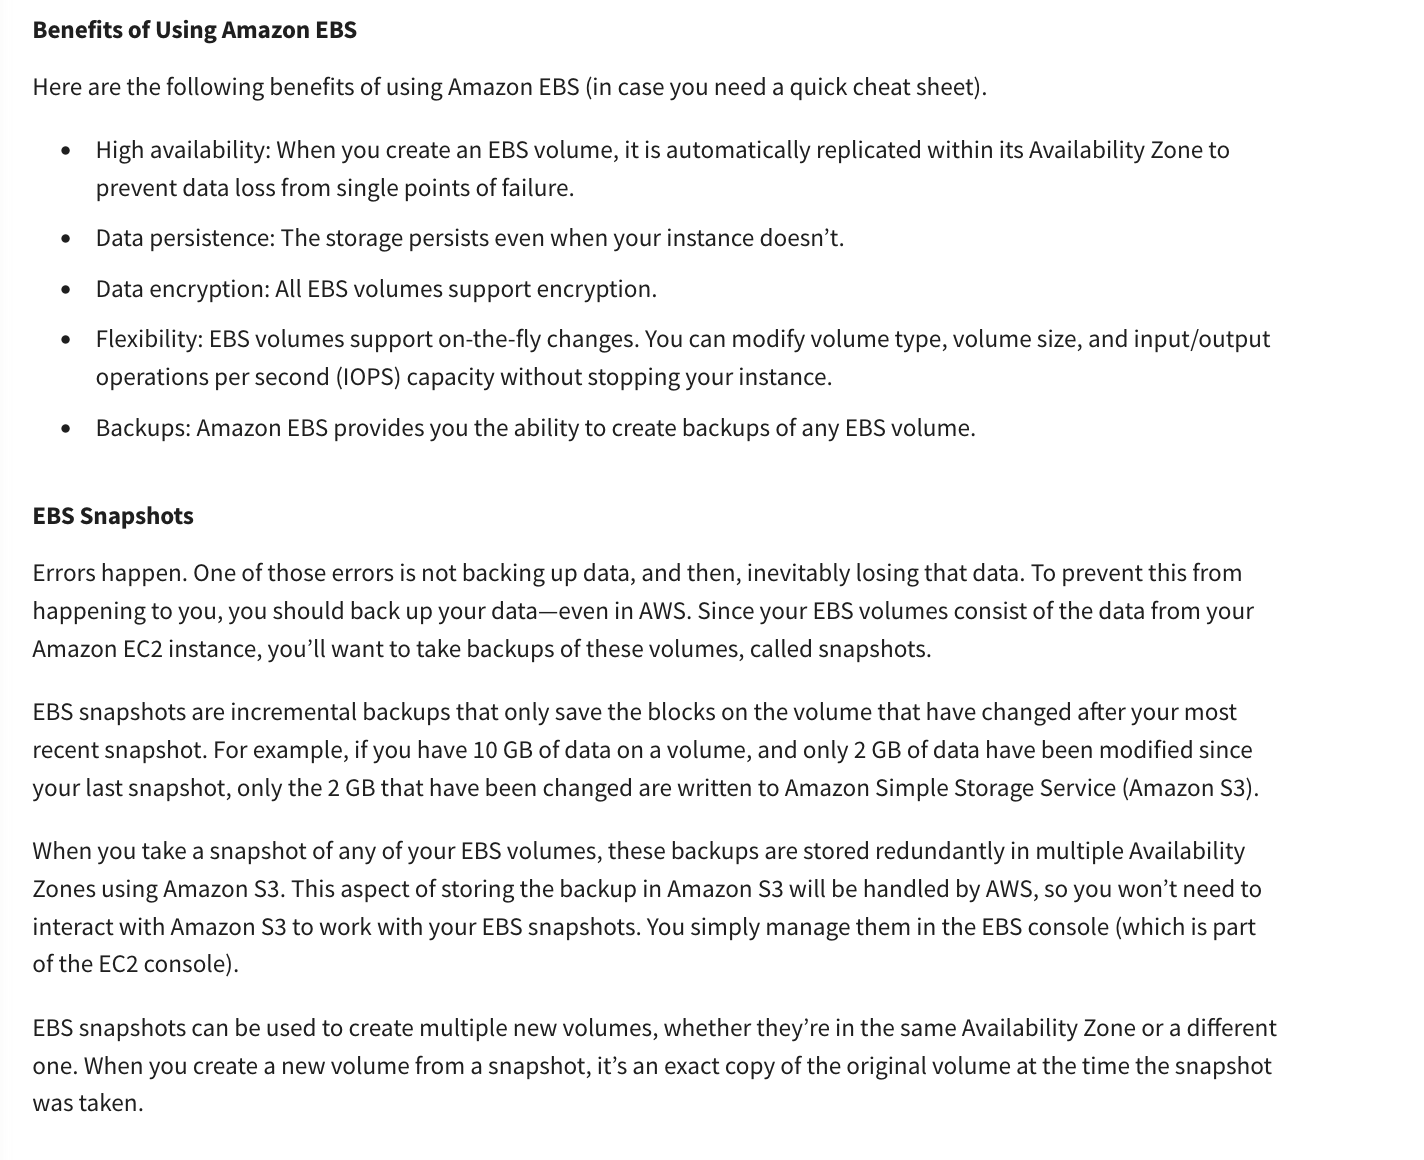 Benefits of Using Amazon EBS
Here are the following benefits of using Amazon EBS (in case you need a quick cheat sheet).
• High availability: When you create an EBS volume, it is automatically replicated within its Availability Zone to
prevent data loss from single points of failure.
• Data persistence: The storage persists even when your instance doesn’t.
• Data encryption: All EBS volumes support encryption.
• Flexibility: EBS volumes support on-the-fly changes. You can modify volume type, volume size, and input/output
operations per second (IOPS) capacity without stopping your instance.
• Backups: Amazon EBS provides you the ability to create backups of any EBS volume.
EBS Snapshots
Errors happen. One of those errors is not backing up data, and then, inevitably losing that data. To prevent this from
happening to you, you should back up your data—even in AWS. Since your EBS volumes consist of the data from your
Amazon EC2 instance, you’ll want to take backups of these volumes, called snapshots.
EBS snapshots are incremental backups that only save the blocks on the volume that have changed after your most
recent snapshot. For example, if you have 10 GB of data on a volume, and only 2 GB of data have been modified since
your last snapshot, only the 2 GB that have been changed are written to Amazon Simple Storage Service (Amazon S3).
When you take a snapshot of any of your EBS volumes, these backups are stored redundantly in multiple Availability
Zones using Amazon S3. This aspect of storing the backup in Amazon S3 will be handled by AWS, so you won’t need to
interact with Amazon S3 to work with your EBS snapshots. You simply manage them in the EBS console (which is part
of the EC2 console).
EBS snapshots can be used to create multiple new volumes, whether they’re in the same Availability Zone or a different
one. When you create a new volume from a snapshot, it’s an exact copy of the original volume at the time the snapshot
was taken.